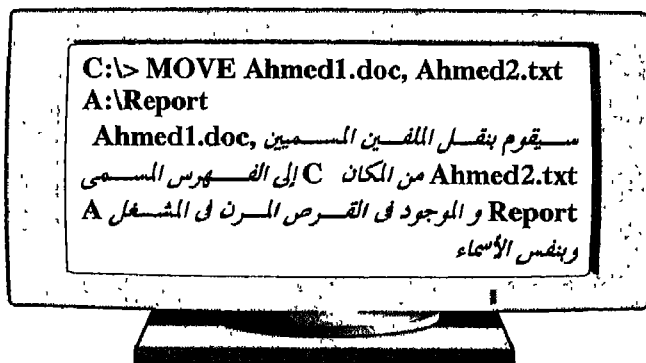 C:\> MOVE Ahmed1.doc, Ahmed2.txt
A:\Report
سيقوم بنقل الملفين المسميين Ahmed1.doc,
Ahmed2.txt من المكان C إلى الفهرس المسمى
Report و الموجود فى القرص المرن فى المشغل A
وبنفس الأسماء